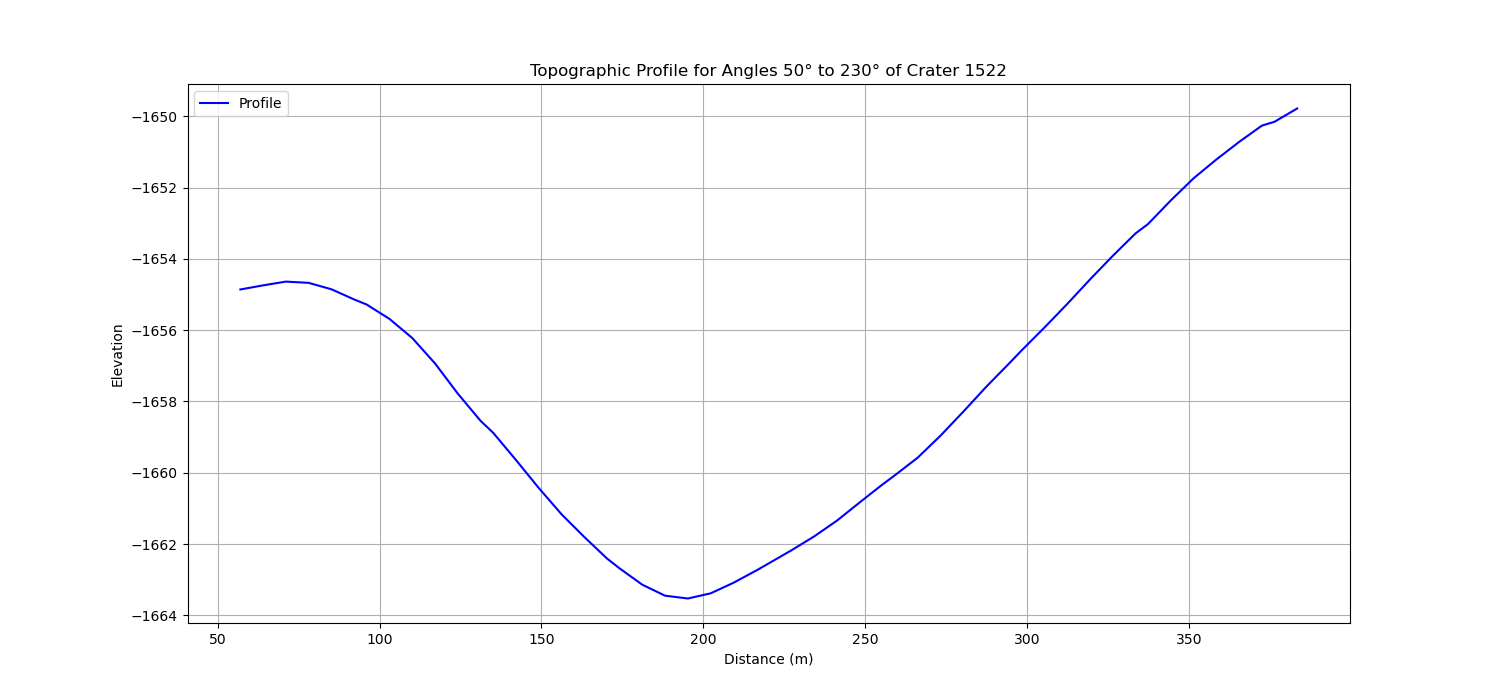 Topographic Profile for Angles 50° to 230° of Crater 1522
Profile
−1650
−1652
−1654
−1656
−1658
−1660
−1662
−1664
Elevation
50 100 150 200 250 300 350
Distance (m)